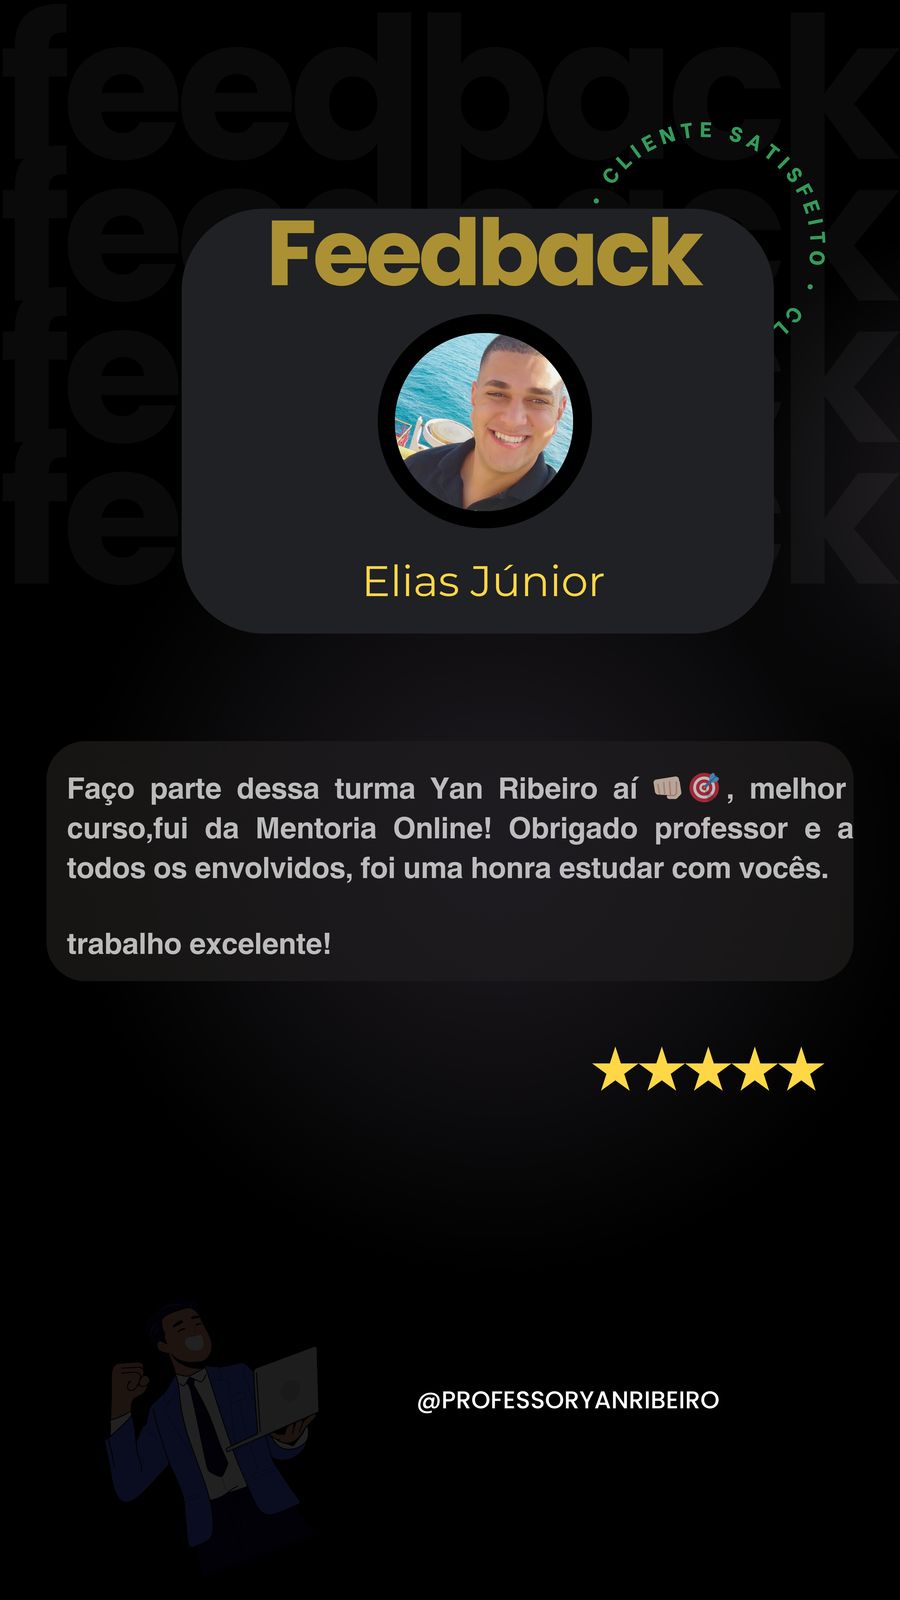 feedback
feedback
feedback
feedback
• CLIENTE SATISFEITO • CL
Feedback
Elias Júnior
Faço parte dessa turma Yan Ribeiro aí 👊🏼🎯, melhor
curso,fui da Mentoria Online! Obrigado professor e a
todos os envolvidos, foi uma honra estudar com vocês.
trabalho excelente!
@PROFESSORYANRIBEIRO